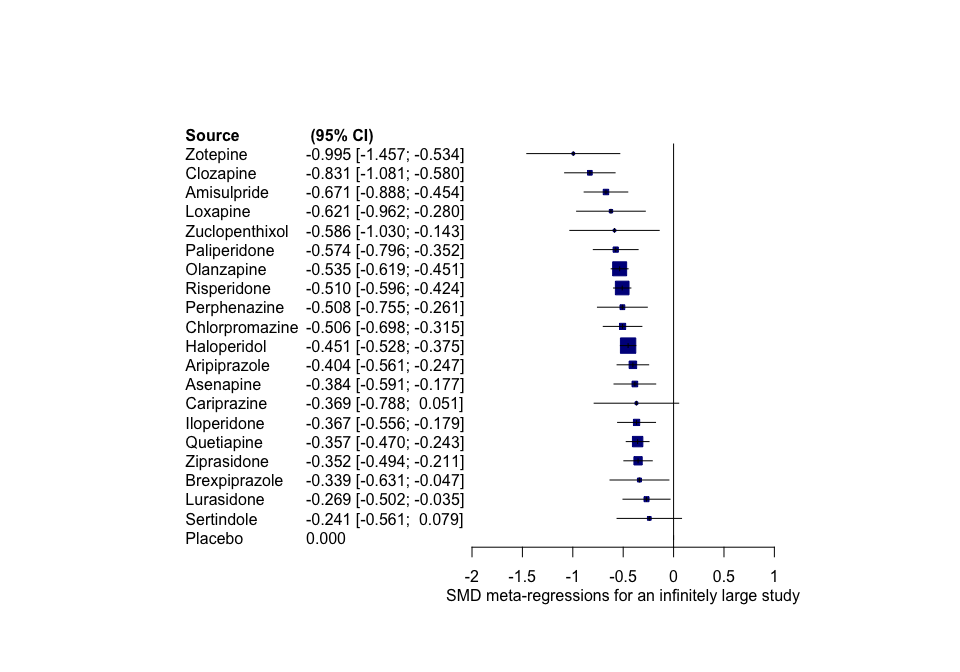 Source (95% CI)
Zotepine -0.995 [-1.457; -0.534]
Clozapine -0.831 [-1.081; -0.580]
Amisulpride -0.671 [-0.888; -0.454]
Loxapine -0.621 [-0.962; -0.280]
Zuclopenthixol -0.586 [-1.030; -0.143]
Paliperidone -0.574 [-0.796; -0.352]
Olanzapine -0.535 [-0.619; -0.451]
Risperidone -0.510 [-0.596; -0.424]
Perphenazine -0.508 [-0.755; -0.261]
Chlorpromazine -0.506 [-0.698; -0.315]
Haloperidol -0.451 [-0.528; -0.375]
Aripiprazole -0.404 [-0.561; -0.247]
Asenapine -0.384 [-0.591; -0.177]
Cariprazine -0.369 [-0.788; 0.051]
Iloperidone -0.367 [-0.556; -0.179]
Quetiapine -0.357 [-0.470; -0.243]
Ziprasidone -0.352 [-0.494; -0.211]
Brexpiprazole -0.339 [-0.631; -0.047]
Lurasidone -0.269 [-0.502; -0.035]
Sertindole -0.241 [-0.561; 0.079]
Placebo 0.000
-2 -1.5 -1 -0.5 0 0.5 1
SMD meta-regressions for an infinitely large study